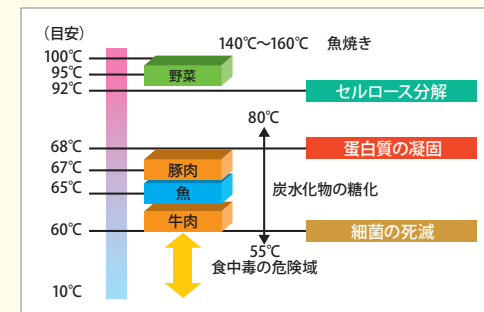 （目安）
140℃～160℃　魚焼き
100℃
95℃
野菜
92℃
セルロース分解
80℃
68℃
蛋白質の凝固
67℃
豚肉
65℃
魚
炭水化物の糖化
牛肉
60℃
細菌の死滅
55℃
食中毒の危険域
10℃